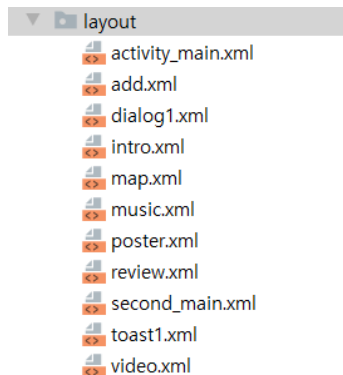 layout
activity_main.xml
add.xml
dialog1.xml
intro.xml
map.xml
music.xml
poster.xml
review.xml
second_main.xml
toast1.xml
video.xml